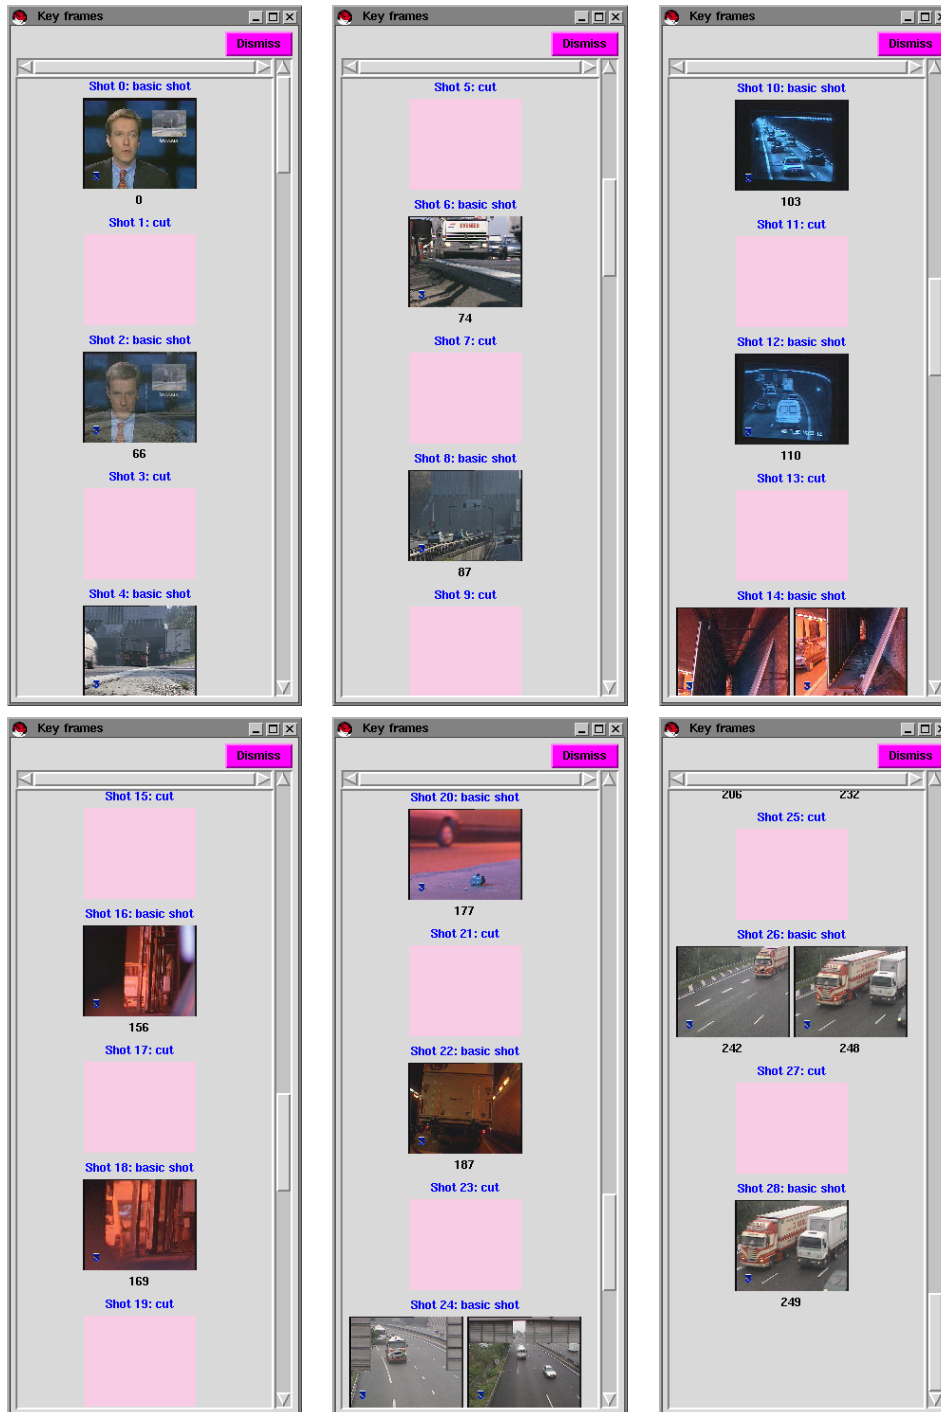 Key frames
Dismiss
Shot 0: basic shot
0
Shot 1: cut
Shot 2: basic shot
66
Shot 3: cut
Shot 4: basic shot
Key frames
Dismiss
Shot 5: cut
Shot 6: basic shot
74
Shot 7: cut
Shot 8: basic shot
87
Shot 9: cut
Key frames
Dismiss
Shot 10: basic shot
103
Shot 11: cut
Shot 12: basic shot
110
Shot 13: cut
Shot 14: basic shot
Key frames
Dismiss
Shot 15: cut
Shot 16: basic shot
156
Shot 17: cut
Shot 18: basic shot
169
Shot 19: cut
Key frames
Dismiss
Shot 20: basic shot
177
Shot 21: cut
Shot 22: basic shot
187
Shot 23: cut
Shot 24: basic shot
Key frames
Dismiss
206 232
Shot 25: cut
Shot 26: basic shot
242 248
Shot 27: cut
Shot 28: basic shot
249